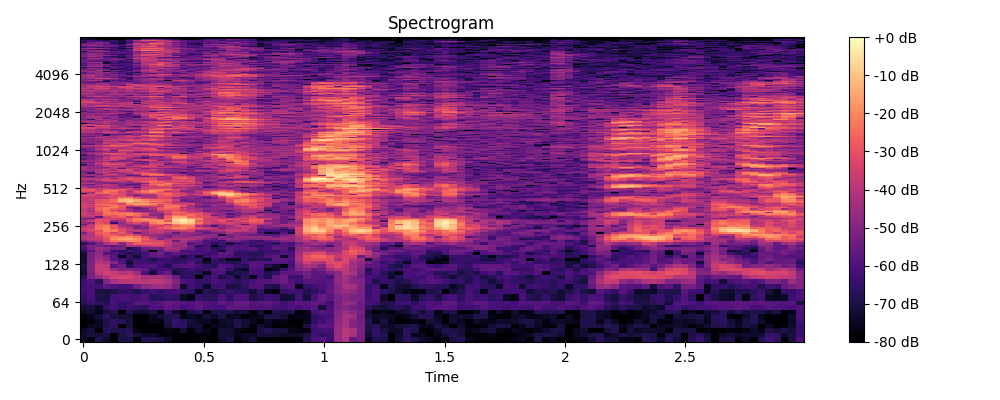 Spectrogram
Hz
4096
2048
1024
512
256
128
64
0
0
0.5
1
1.5
2
2.5
Time
+0 dB
-10 dB
-20 dB
-30 dB
-40 dB
-50 dB
-60 dB
-70 dB
-80 dB